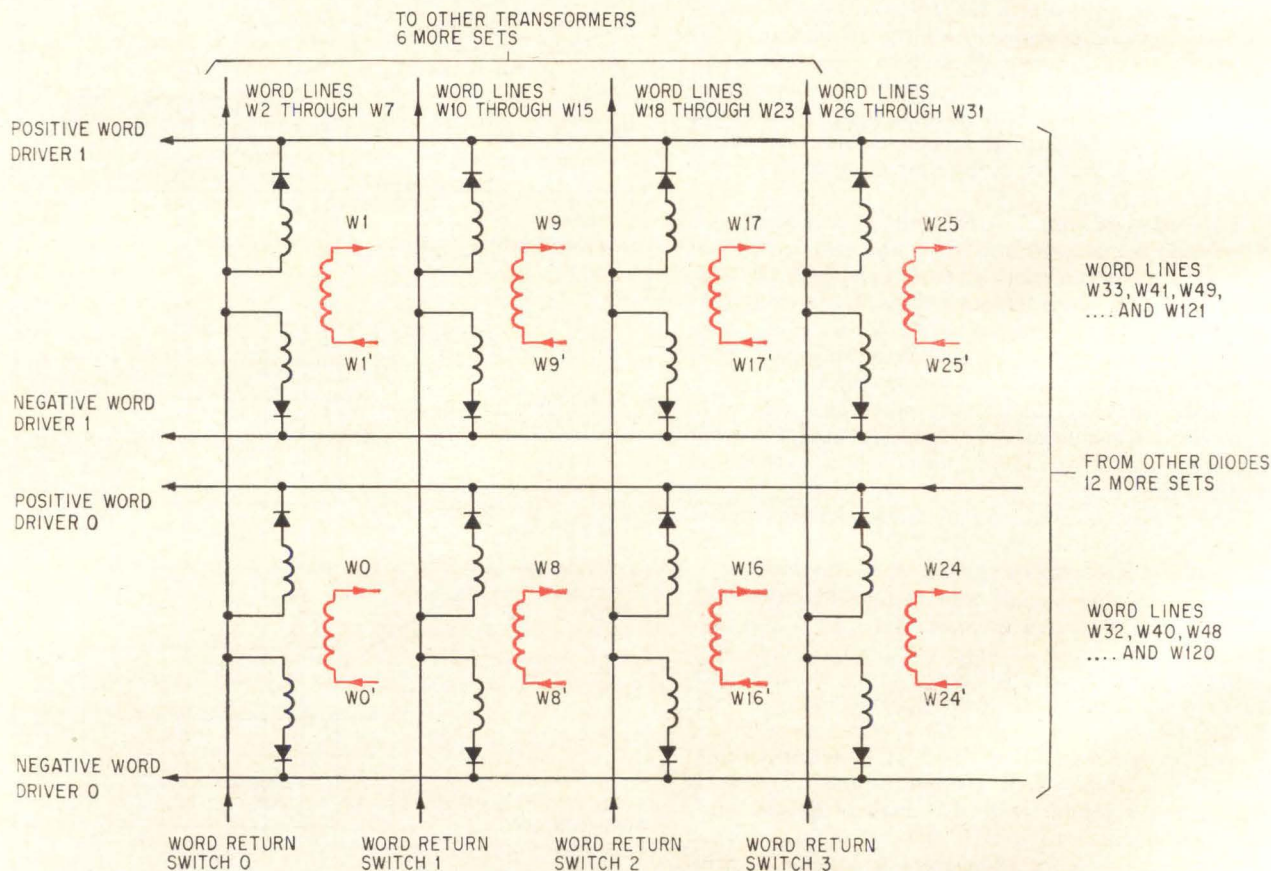 TO OTHER TRANSFORMERS
6 MORE SETS
WORD LINES
W2 THROUGH W7
WORD LINES
W10 THROUGH W15
WORD LINES
W18 THROUGH W23
WORD LINES
W26 THROUGH W31
POSITIVE WORD
DRIVER 1
W1
W9
W17
W25
WORD LINES
W33, W41, W49,
....AND W121
W1'
W9'
W17'
W25'
NEGATIVE WORD
DRIVER 1
FROM OTHER DIODES
12 MORE SETS
POSITIVE WORD
DRIVER 0
W0
W8
W16
W24
WORD LINES
W32, W40, W48
....AND W120
W0'
W8'
W16'
W24'
NEGATIVE WORD
DRIVER 0
WORD RETURN
SWITCH 0
WORD RETURN
SWITCH 1
WORD RETURN
SWITCH 2
WORD RETURN
SWITCH 3